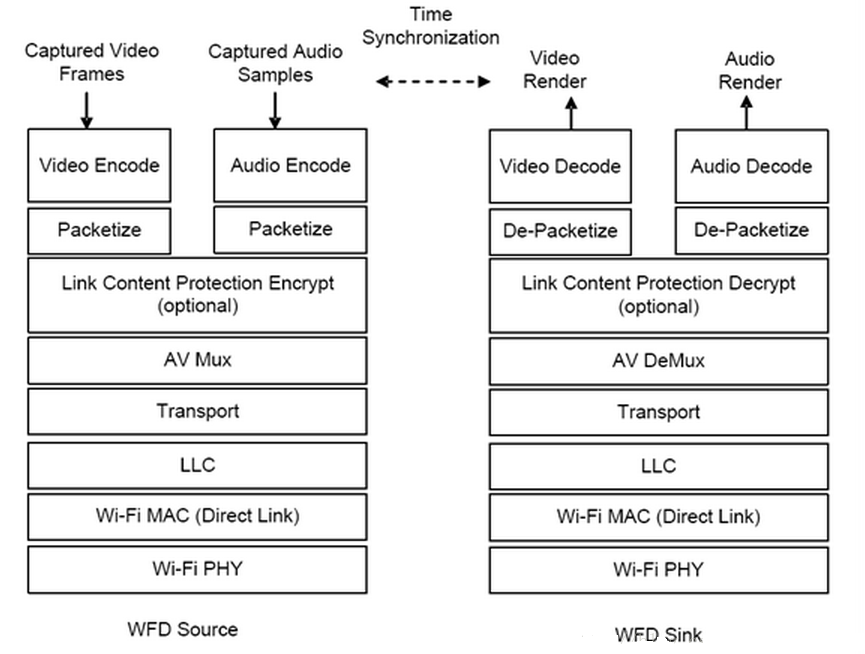 Time
Synchronization
Captured Video
Frames
Captured Audio
Samples
Video
Render
Audio
Render
Video Encode
Audio Encode
Video Decode
Audio Decode
Packetize
Packetize
De-Packetize
De-Packetize
Link Content Protection Encrypt
(optional)
Link Content Protection Decrypt
(optional)
AV Mux
AV DeMux
Transport
Transport
LLC
LLC
Wi-Fi MAC (Direct Link)
Wi-Fi MAC (Direct Link)
Wi-Fi PHY
Wi-Fi PHY
WFD Source
WFD Sink